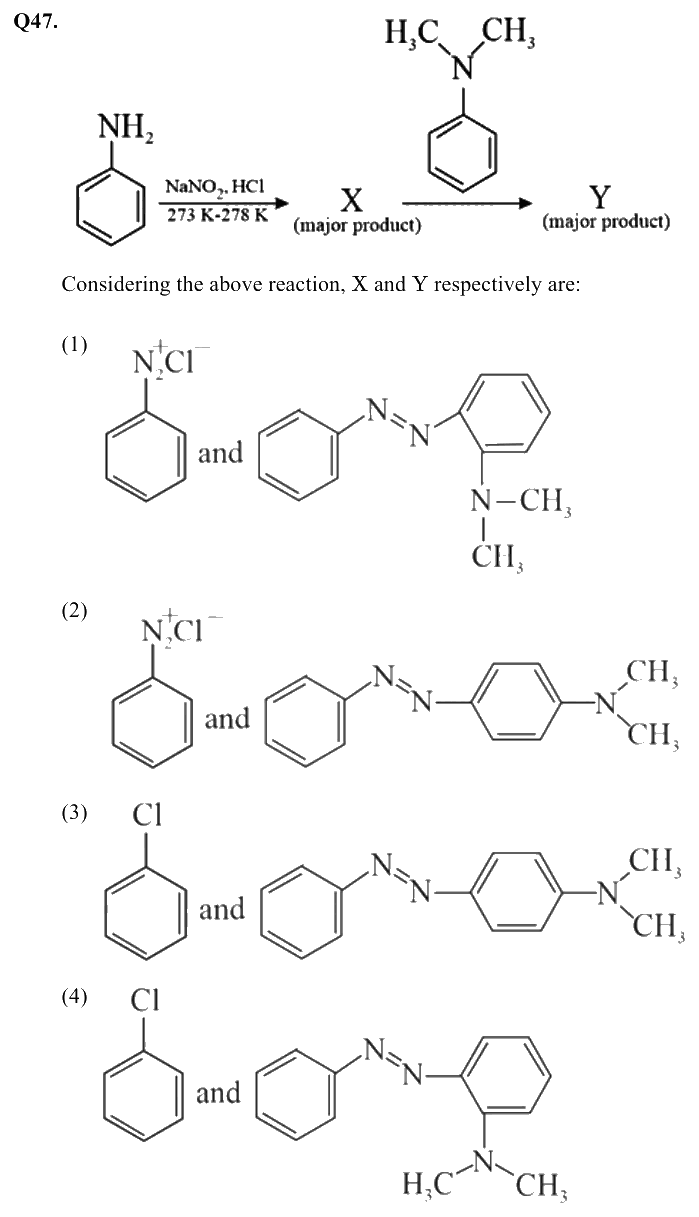 Q47.
H₃C CH₃
N
NH₂
NaNO₂, HCl
273 K-278 K
X
(major product)
Y
(major product)
Considering the above reaction, X and Y respectively are:
(1)
N₂⁺Cl⁻
and
N=N
N–CH₃
CH₃
(2)
N₂⁺Cl⁻
and
N=N
N
CH₃
CH₃
(3)
Cl
and
N=N
N
CH₃
CH₃
(4)
Cl
and
N=N
N
H₃C CH₃